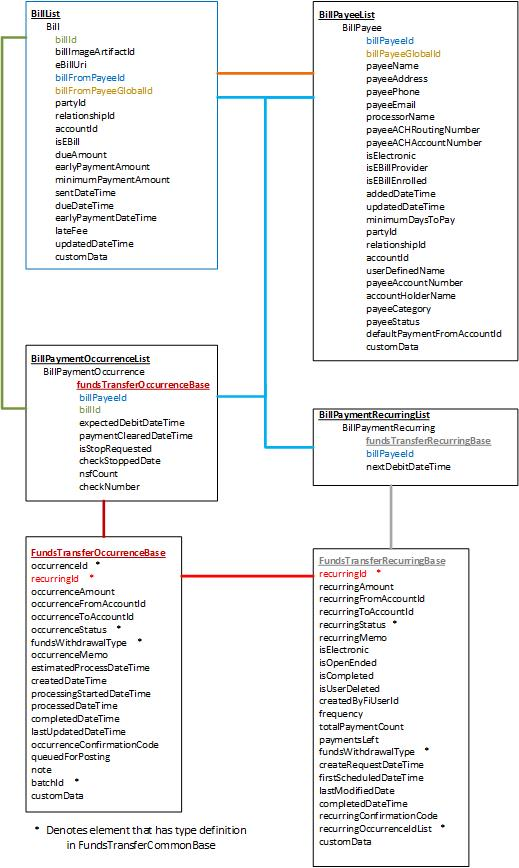 BillList
Bill
billId
billImageArtifactId
eBillUri
billFromPayeeId
billFromPayeeGlobalId
partyId
relationshipId
accountId
isEBill
dueAmount
earlyPaymentAmount
minimumPaymentAmount
sentDateTime
dueDateTime
earlyPaymentDateTime
lateFee
updatedDateTime
customData
BillPayeeList
BillPayee
billPayeeId
billPayeeGlobalId
payeeName
payeeAddress
payeePhone
payeeEmail
processorName
payeeACHRoutingNumber
payeeACHAccountNumber
isElectronic
isEBillProvider
isEBillEnrolled
addedDateTime
updatedDateTime
minimumDaysToPay
partyId
relationshipId
accountId
userDefinedName
payeeAccountNumber
accountHolderName
payeeCategory
payeeStatus
defaultPaymentFromAccountId
customData
BillPaymentOccurrenceList
BillPaymentOccurrence
fundsTransferOccurrenceBase
billPayeeId
billId
expectedDebitDateTime
paymentClearedDateTime
isStopRequested
checkStoppedDate
nsfCount
checkNumber
BillPaymentRecurringList
BillPaymentRecurring
fundsTransferRecurringBase
billPayeeId
nextDebitDateTime
FundsTransferOccurrenceBase
occurrenceId *
recurringId *
occurrenceAmount
occurrenceFromAccountId
occurrenceToAccountId
occurrenceStatus *
fundsWithdrawalType *
occurrenceMemo
estimatedProcessDateTime
createdDateTime
processingStartedDateTime
processedDateTime
completedDateTime
lastUpdatedDateTime
occurrenceConfirmationCode
queuedForPosting
note
batchId *
customData
FundsTransferRecurringBase
recurringId *
recurringAmount
recurringFromAccountId
recurringToAccountId
recurringStatus *
recurringMemo
isElectronic
isOpenEnded
isCompleted
isUserDeleted
createdByFiUserId
frequency
totalPaymentCount
paymentsLeft
fundsWithdrawalType *
createRequestDateTime
firstScheduledDateTime
lastModifiedDate
completedDateTime
recurringConfirmationCode
recurringOccurrenceIdList *
customData
* Denotes element that has type definition
in FundsTransferCommonBase